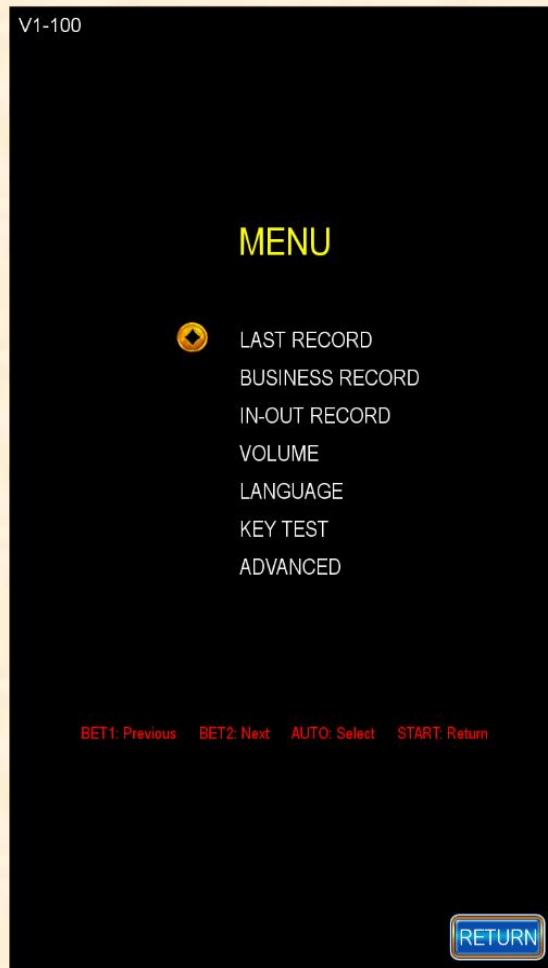 V1-100
MENU
LAST RECORD
BUSINESS RECORD
IN-OUT RECORD
VOLUME
LANGUAGE
KEY TEST
ADVANCED
BET1: Previous BET2: Next AUTO: Select START: Return
RETURN